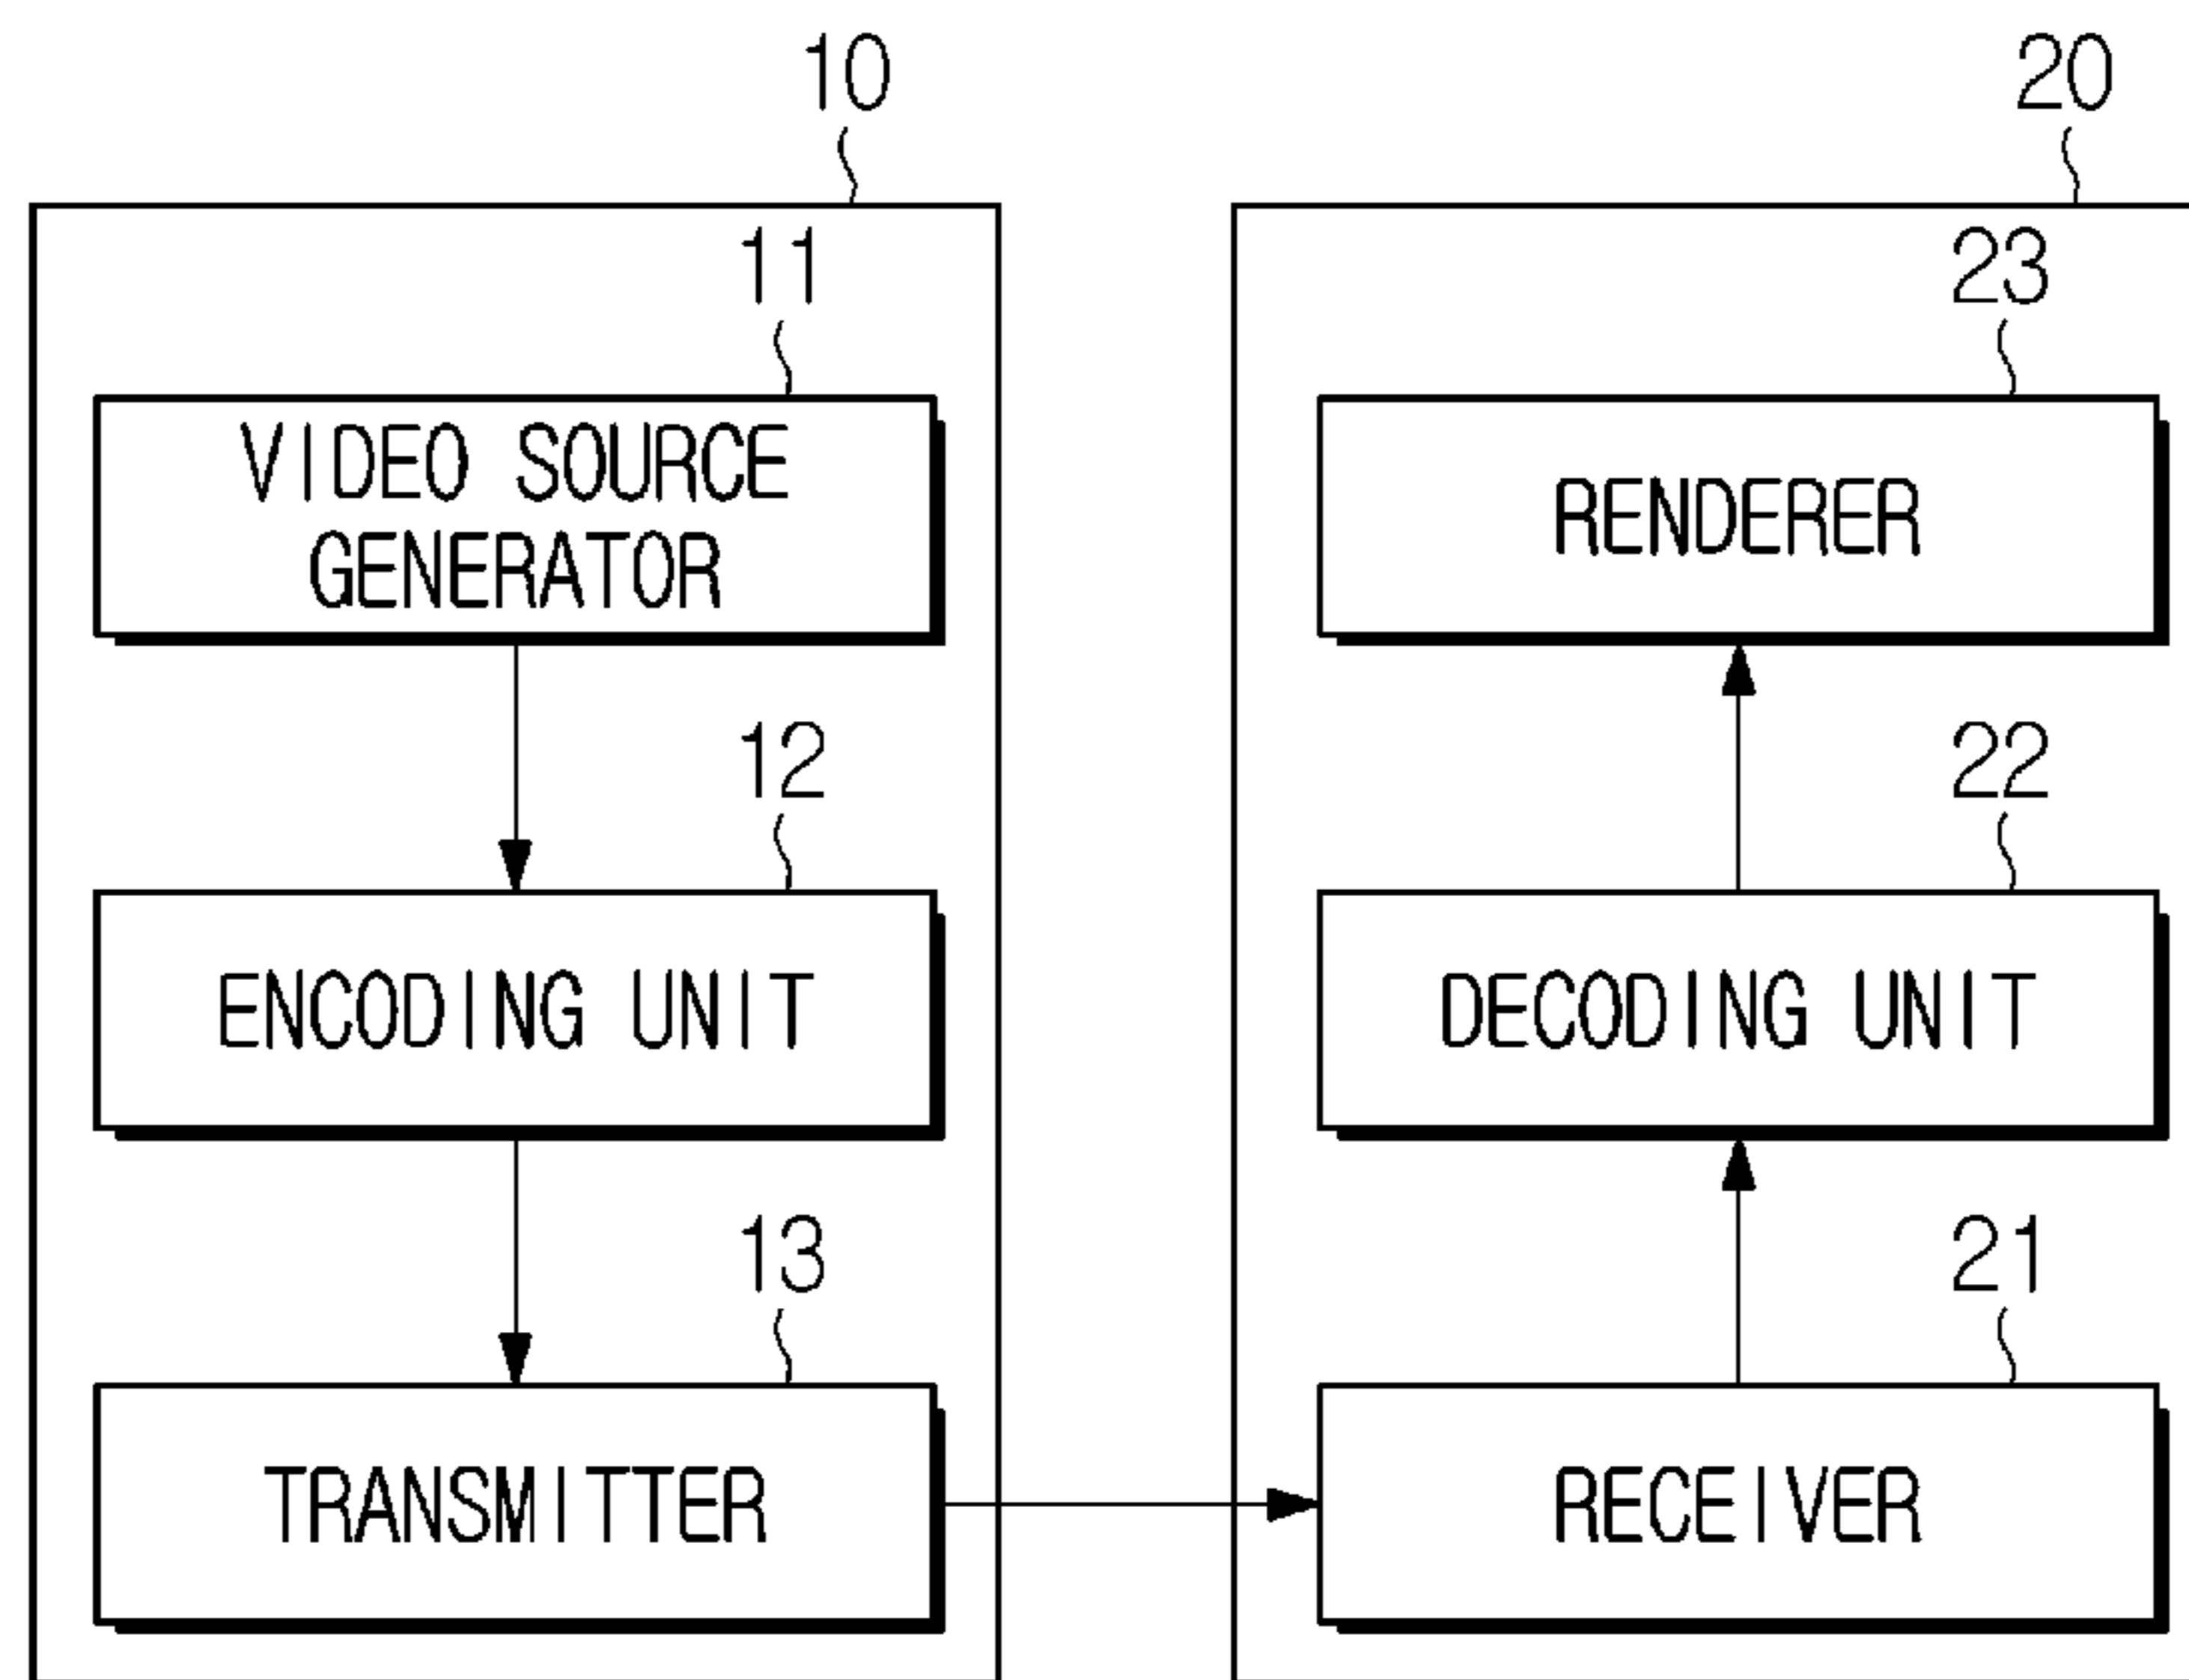 10
11
VIDEO SOURCE
GENERATOR
12
ENCODING UNIT
13
TRANSMITTER
20
23
RENDERER
22
DECODING UNIT
21
RECEIVER